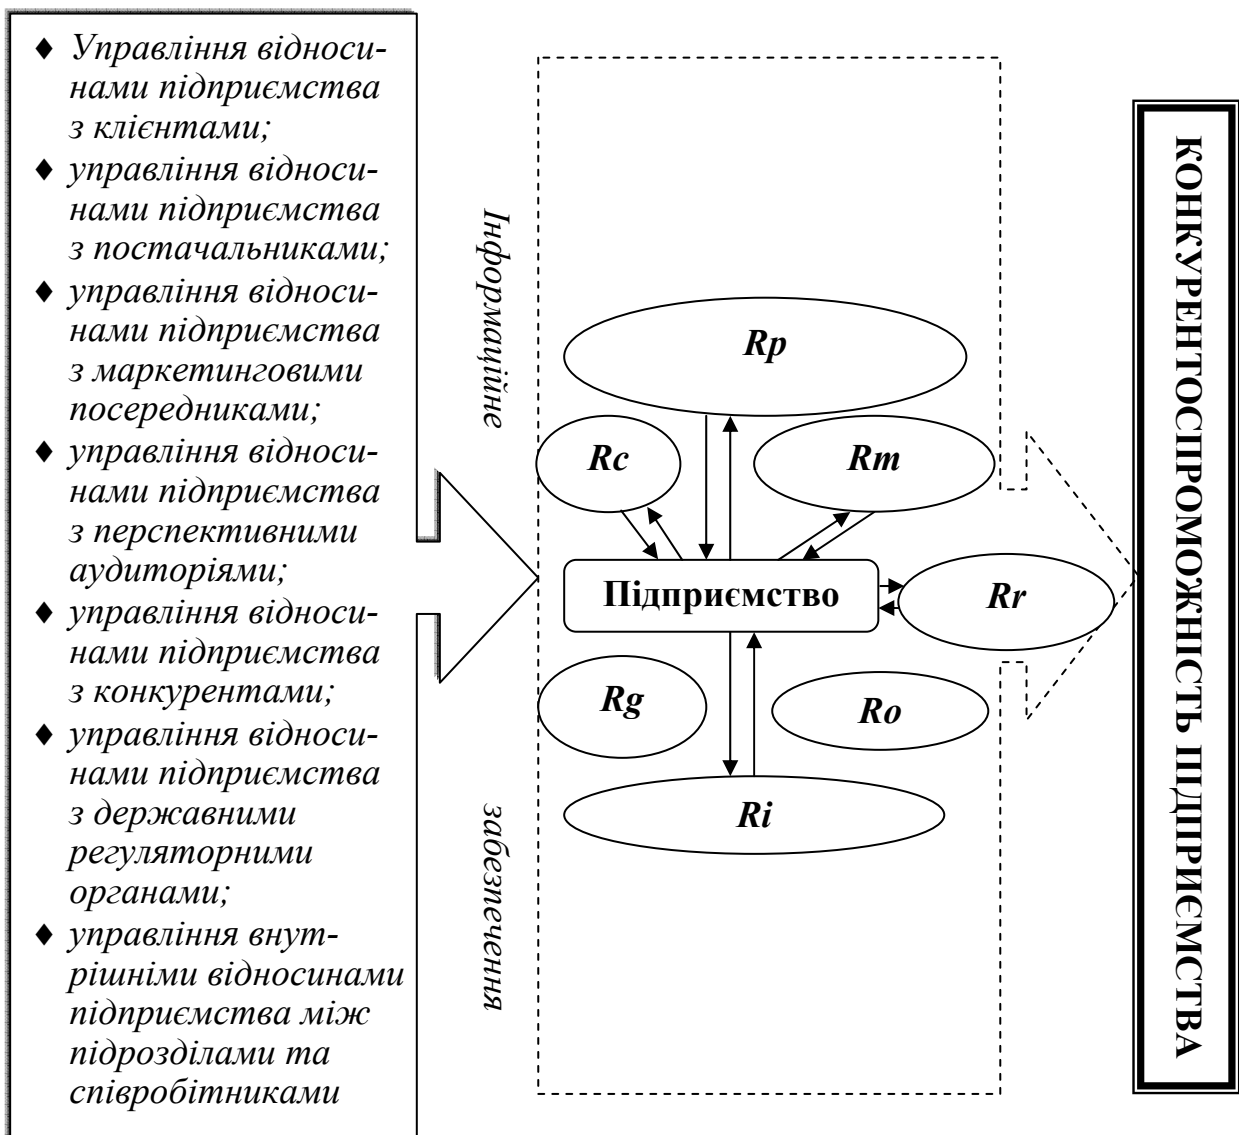 ♦ Управління відноси-
нами підприємства
з клієнтами;
♦ управління відноси-
нами підприємства
з постачальниками;
♦ управління відноси-
нами підприємства
з маркетинговими
посередниками;
♦ управління відноси-
нами підприємства
з перспективними
аудиторіями;
♦ управління відноси-
нами підприємства
з конкурентами;
♦ управління відноси-
нами підприємства
з державними
регуляторними
органами;
♦ управління внут-
рішніми відносинами
підприємства між
підрозділами та
співробітниками
Інформаційне
забезпечення
Rp
Rc
Rm
Підприємство
Rr
Rg
Ro
Ri
КОНКУРЕНТОСПРОМОЖНІСТЬ ПІДПРИЄМСТВА